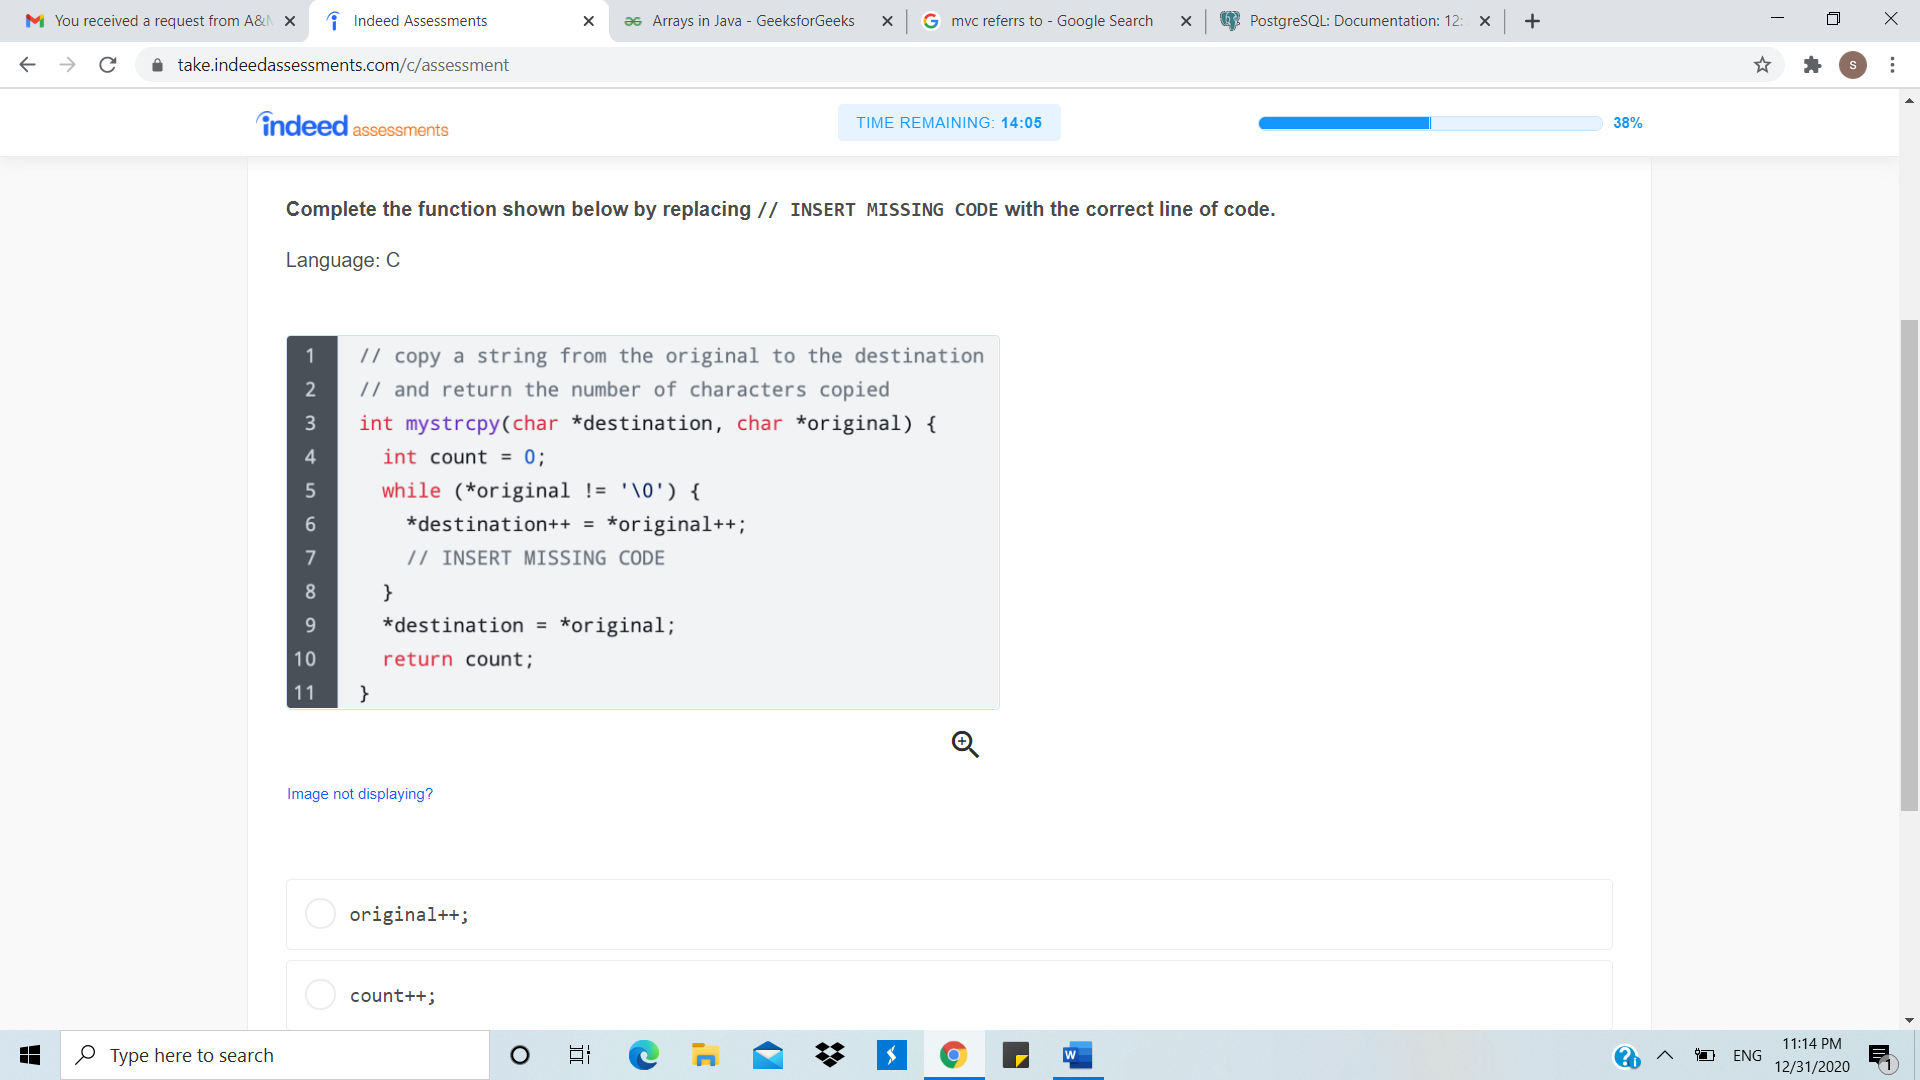 You received a request from A&M
Indeed Assessments
Arrays in Java - GeeksforGeeks
mvc referrs to - Google Search
PostgreSQL: Documentation: 12:
take.indeedassessments.com/c/assessment
S
indeed assessments
TIME REMAINING: 14:05
38%
Complete the function shown below by replacing // INSERT MISSING CODE with the correct line of code.
Language: C
1 // copy a string from the original to the destination
2 // and return the number of characters copied
3 int mystrcpy(char *destination, char *original) {
4 int count = 0;
5 while (*original != '\0') {
6 *destination++ = *original++;
7 // INSERT MISSING CODE
8 }
9 *destination = *original;
10 return count;
11 }
Image not displaying?
original++;
count++;
Type here to search
ENG
11:14 PM
12/31/2020
1